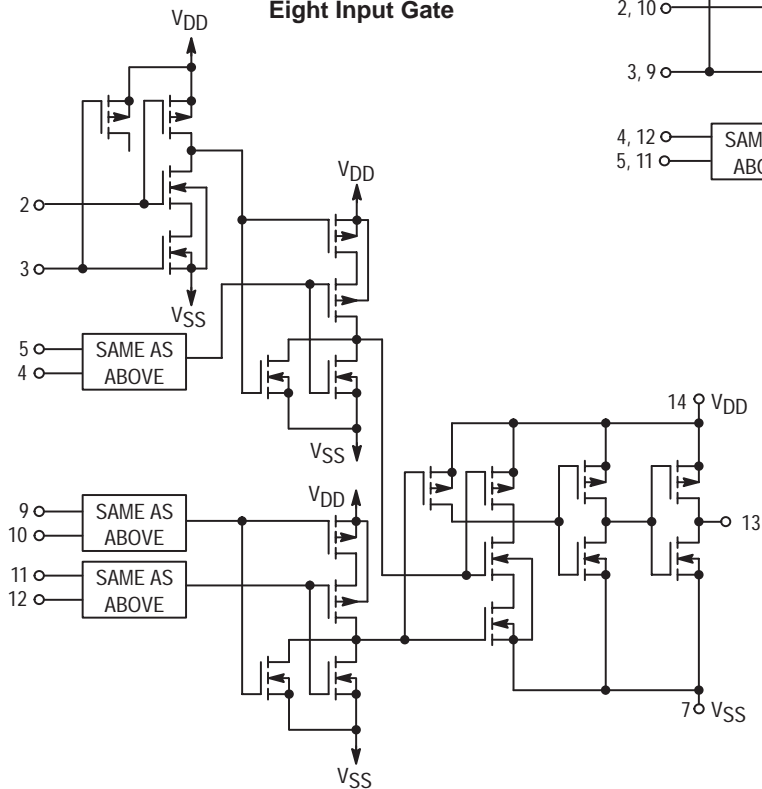 Eight Input Gate
2, 10
3, 9
4, 12
5, 11
SAM
ABO
VDD
2
3
VSS
VDD
5
4
SAME AS
ABOVE
VSS
14 VDD
13
7 VSS
9
10
SAME AS
ABOVE
11
12
SAME AS
ABOVE
VDD
VSS